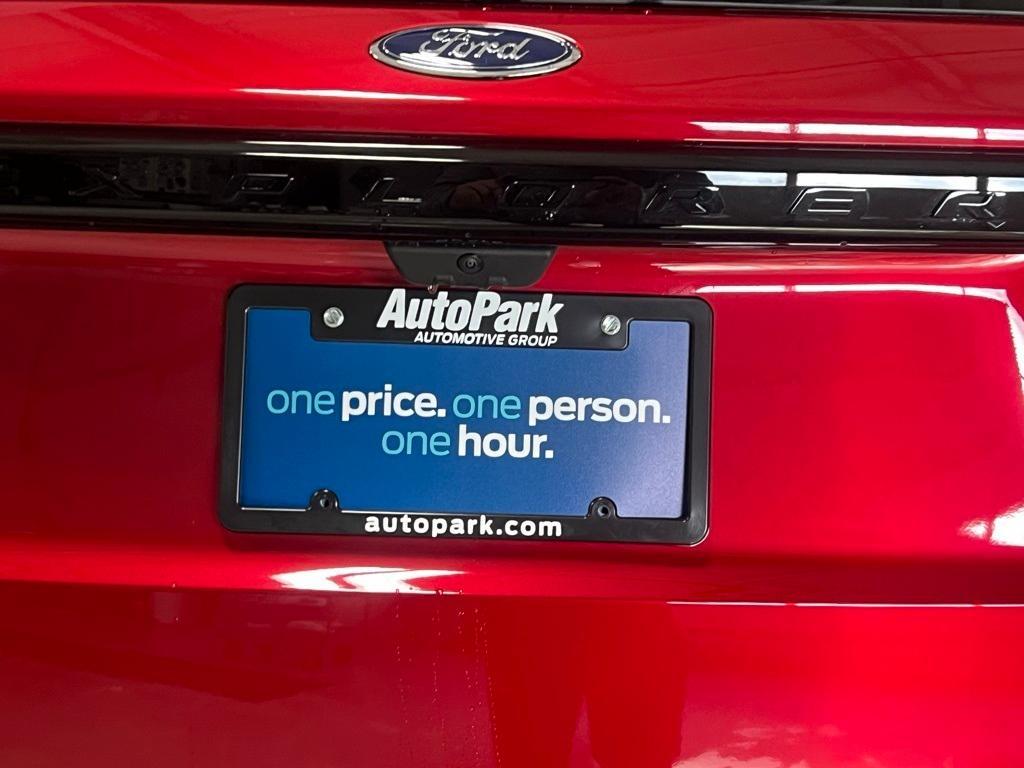 Ford
EXPLORER
AutoPark
AUTOMOTIVE GROUP
one price. one person.
one hour.
autopark.com